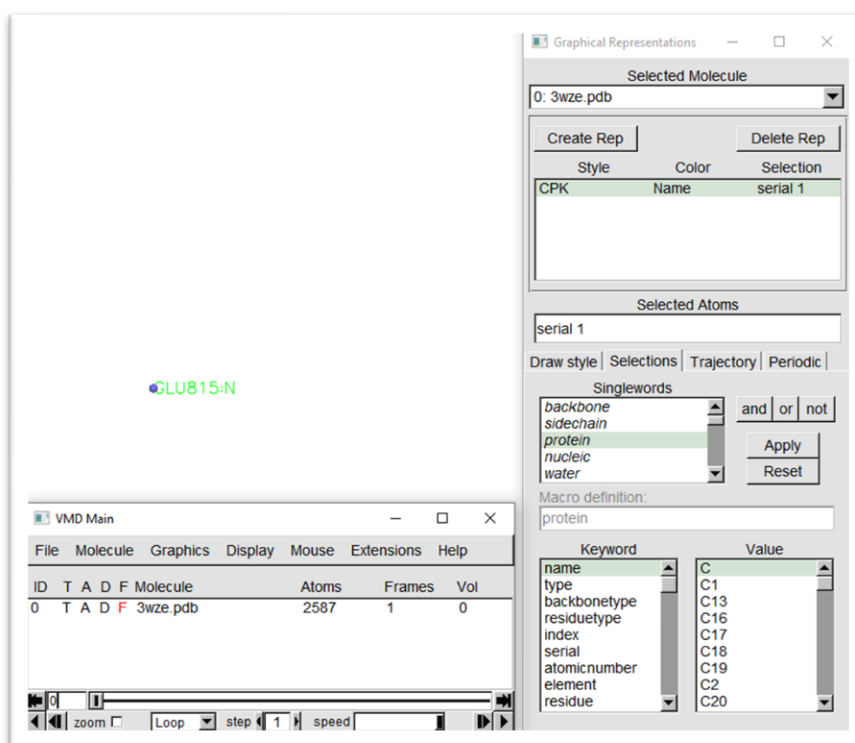 Graphical Representations
Selected Molecule
0: 3wze.pdb
Create Rep Delete Rep
Style Color Selection
CPK Name serial 1
Selected Atoms
serial 1
Draw style Selections Trajectory Periodic
Singlewords
backbone
sidechain
protein
nucleic
water
and or not
Apply
Reset
Macro definition:
protein
Keyword Value
name C
type C1
backbonetype C13
residuetype C16
index C17
serial C18
atomicnumber C19
element C2
residue C20
GLU815:N
VMD Main
File Molecule Graphics Display Mouse Extensions Help
ID T A D F Molecule Atoms Frames Vol
0 T A D F 3wze.pdb 2587 1 0
0
zoom Loop step 1 speed